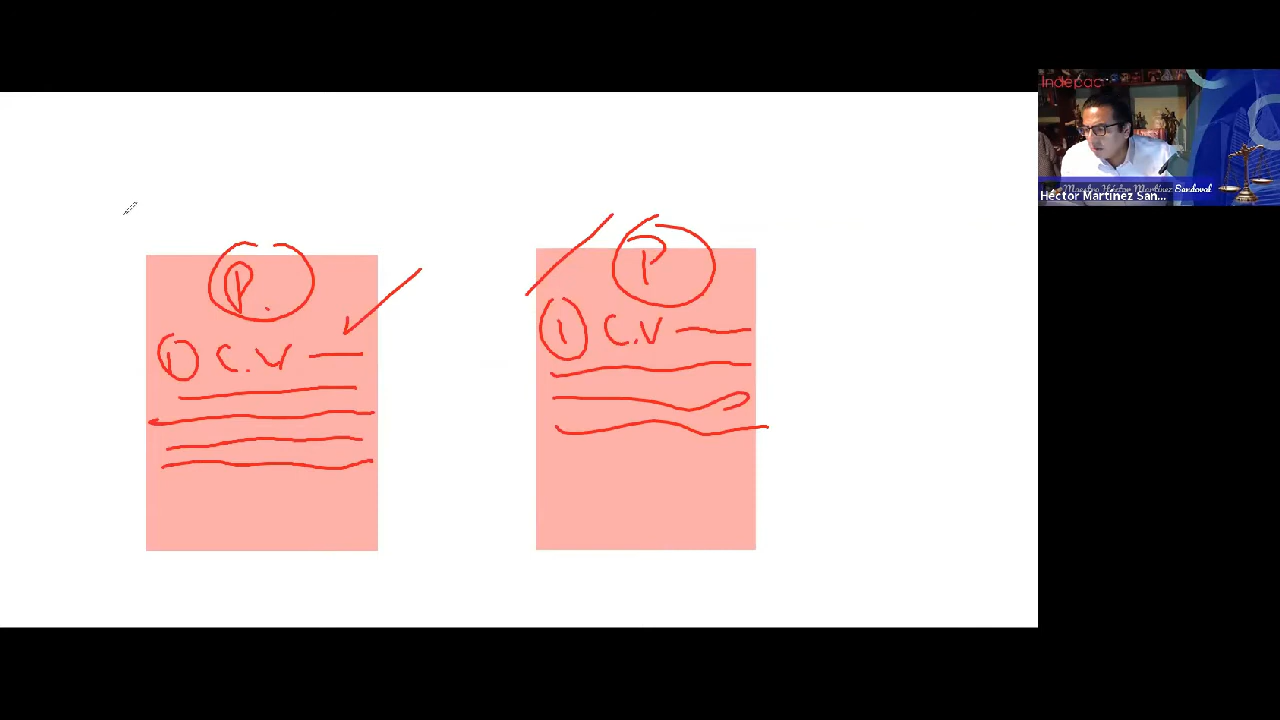 Indepac
Maestro Héctor Martínez Sandoval
Héctor Martínez San...
P.
1 C.V
P
1 C.V